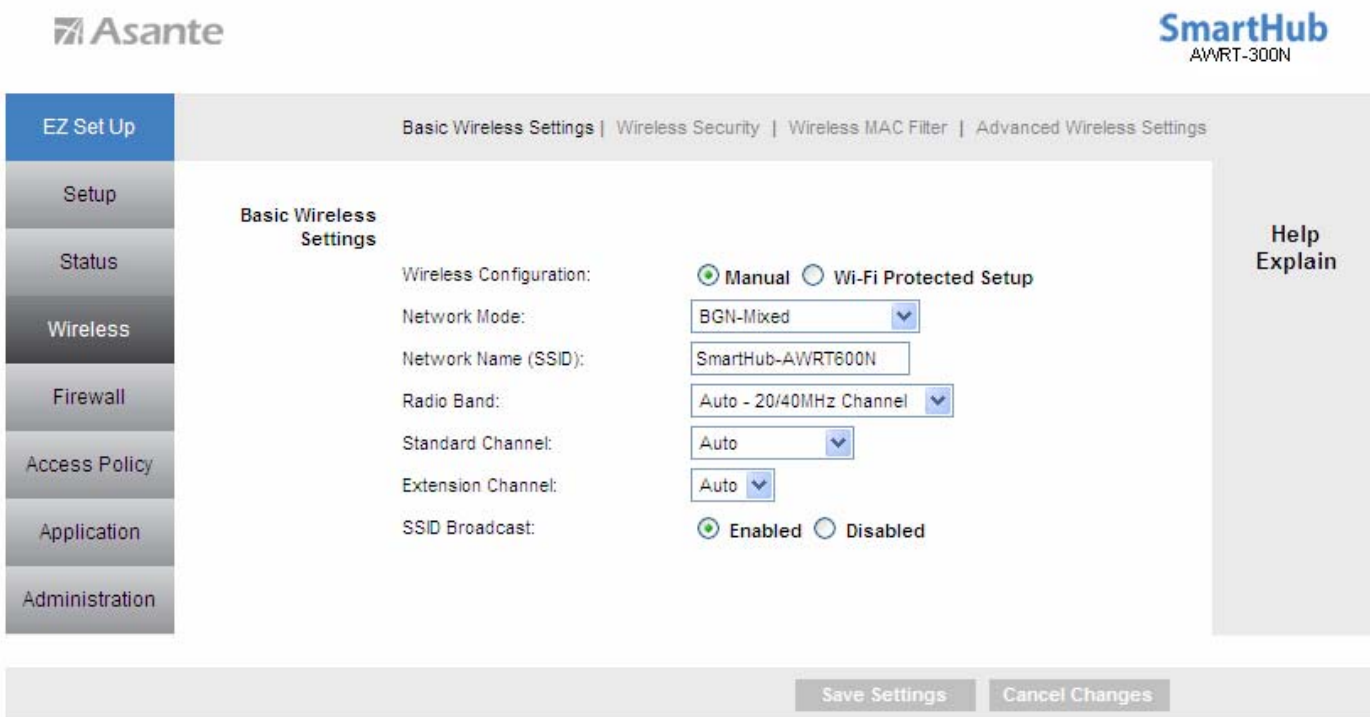 Asante
SmartHub
AWRT-300N
EZ Set Up
Basic Wireless Settings | Wireless Security | Wireless MAC Filter | Advanced Wireless Settings
Setup
Status
Wireless
Firewall
Access Policy
Application
Administration
Basic Wireless
Settings
Wireless Configuration: Manual Wi-Fi Protected Setup
Network Mode: BGN-Mixed
Network Name (SSID): SmartHub-AWRT600N
Radio Band: Auto - 20/40MHz Channel
Standard Channel: Auto
Extension Channel: Auto
SSID Broadcast: Enabled Disabled
Help
Explain
Save Settings Cancel Changes